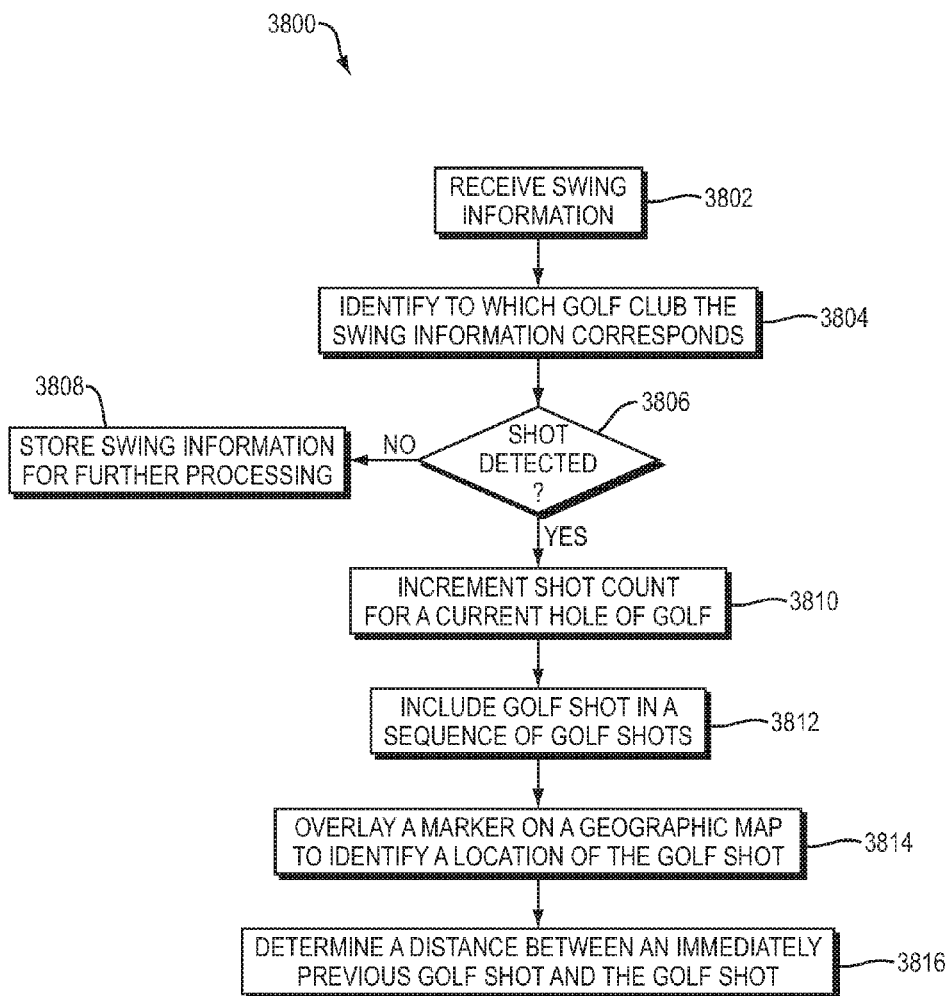 3800
RECEIVE SWING
INFORMATION
3802
IDENTIFY TO WHICH GOLF CLUB THE
SWING INFORMATION CORRESPONDS
3804
3808
3806
STORE SWING INFORMATION
FOR FURTHER PROCESSING
NO
SHOT
DETECTED
?
YES
INCREMENT SHOT COUNT
FOR A CURRENT HOLE OF GOLF
3810
INCLUDE GOLF SHOT IN A
SEQUENCE OF GOLF SHOTS
3812
OVERLAY A MARKER ON A GEOGRAPHIC MAP
TO IDENTIFY A LOCATION OF THE GOLF SHOT
3814
DETERMINE A DISTANCE BETWEEN AN IMMEDIATELY
PREVIOUS GOLF SHOT AND THE GOLF SHOT
3816